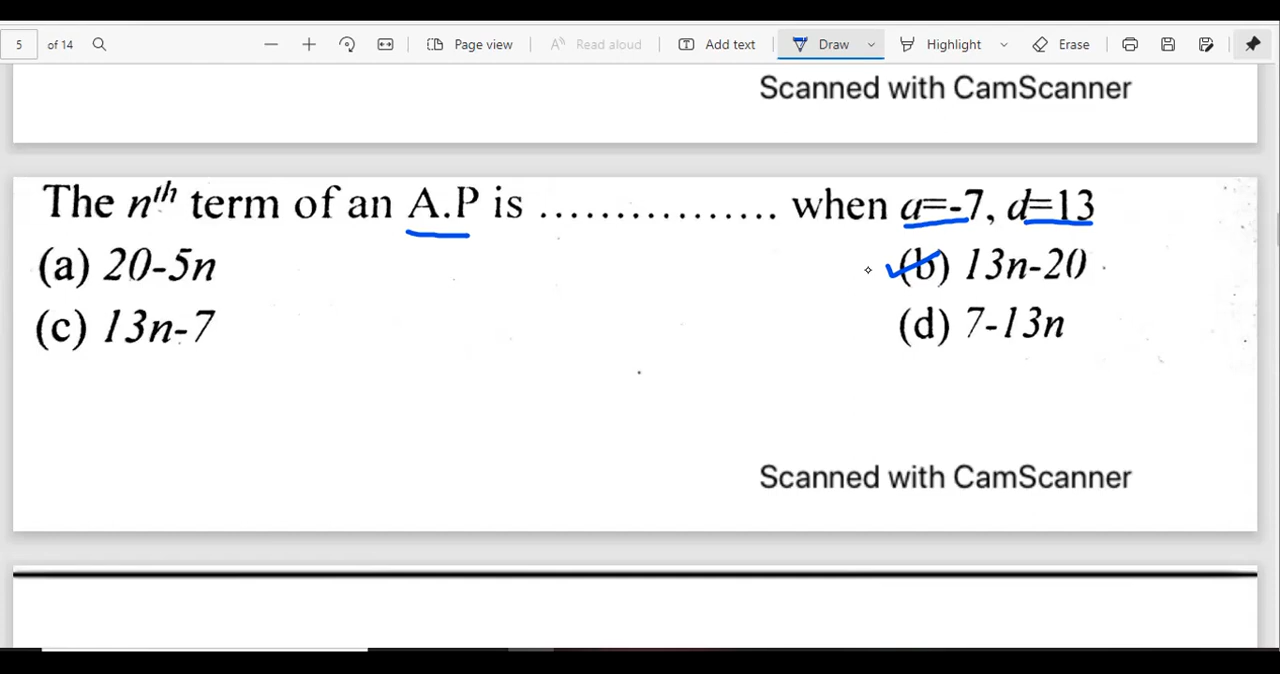 5 of 14 Page view Read aloud Add text Draw Highlight Erase
Scanned with CamScanner
The nth term of an A.P is ................ when a=-7, d=13
(a) 20-5n (b) 13n-20
(c) 13n-7 (d) 7-13n
Scanned with CamScanner